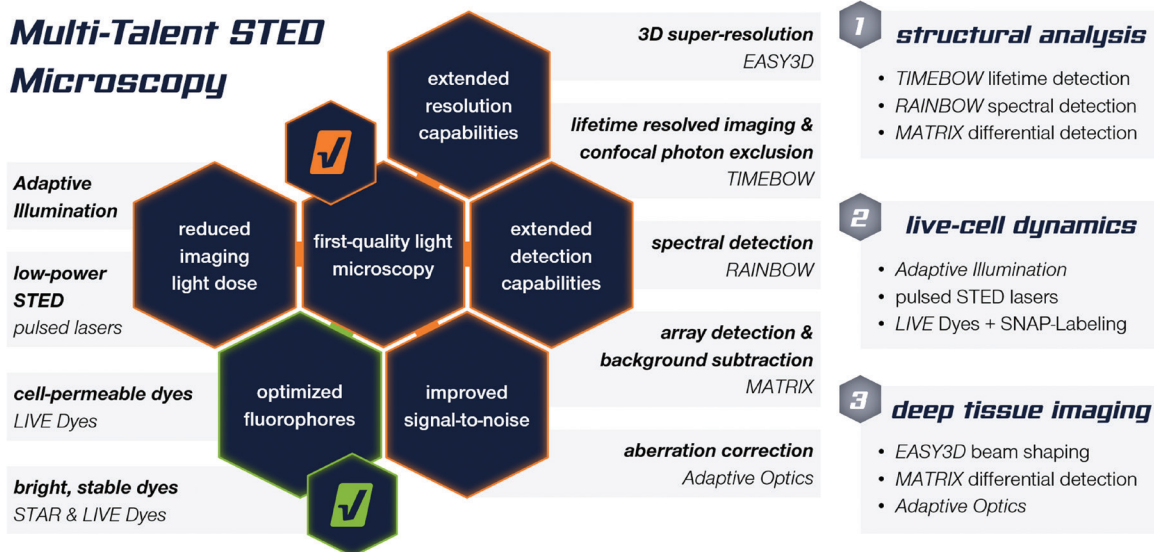 Multi-Talent STED
Microscopy
Adaptive
Illumination
low-power
STED
pulsed lasers
cell-permeable dyes
LIVE Dyes
bright, stable dyes
STAR & LIVE Dyes
extended
resolution
capabilities
reduced
imaging
light dose
first-quality light
microscopy
extended
detection
capabilities
optimized
fluorophores
improved
signal-to-noise
3D super-resolution
EASY3D
lifetime resolved imaging &
confocal photon exclusion
TIMEBOW
spectral detection
RAINBOW
array detection &
background subtraction
MATRIX
aberration correction
Adaptive Optics
1 structural analysis
• TIMEBOW lifetime detection
• RAINBOW spectral detection
• MATRIX differential detection
2 live-cell dynamics
• Adaptive Illumination
• pulsed STED lasers
• LIVE Dyes + SNAP-Labeling
3 deep tissue imaging
• EASY3D beam shaping
• MATRIX differential detection
• Adaptive Optics